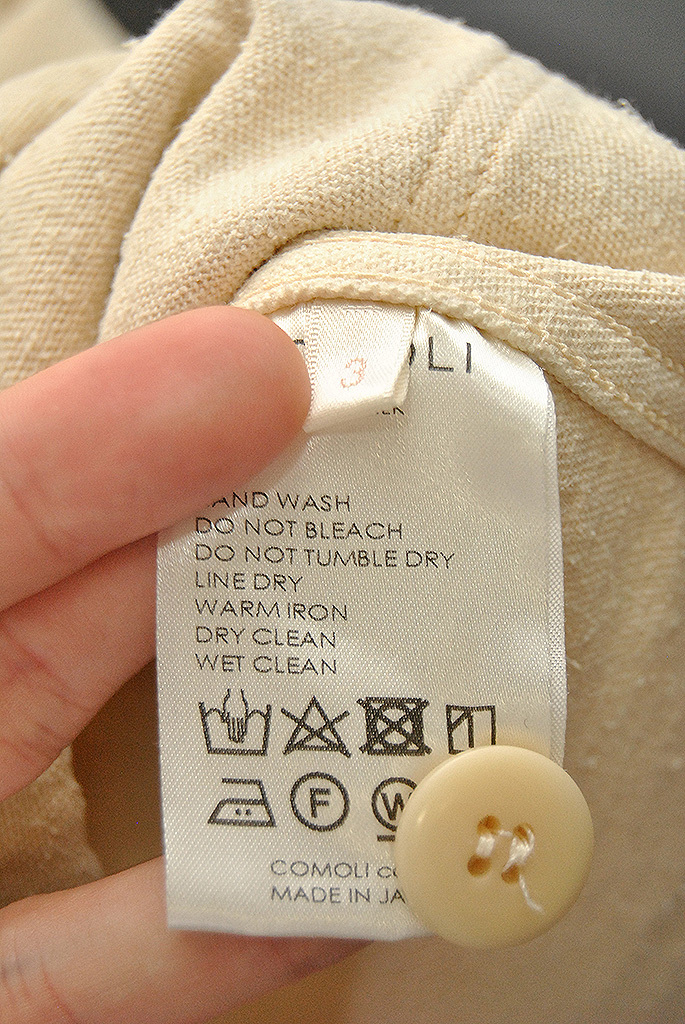 3
OLI
HAND WASH
DO NOT BLEACH
DO NOT TUMBLE DRY
LINE DRY
WARM IRON
DRY CLEAN
WET CLEAN
F W
COMOLI
MADE IN JA